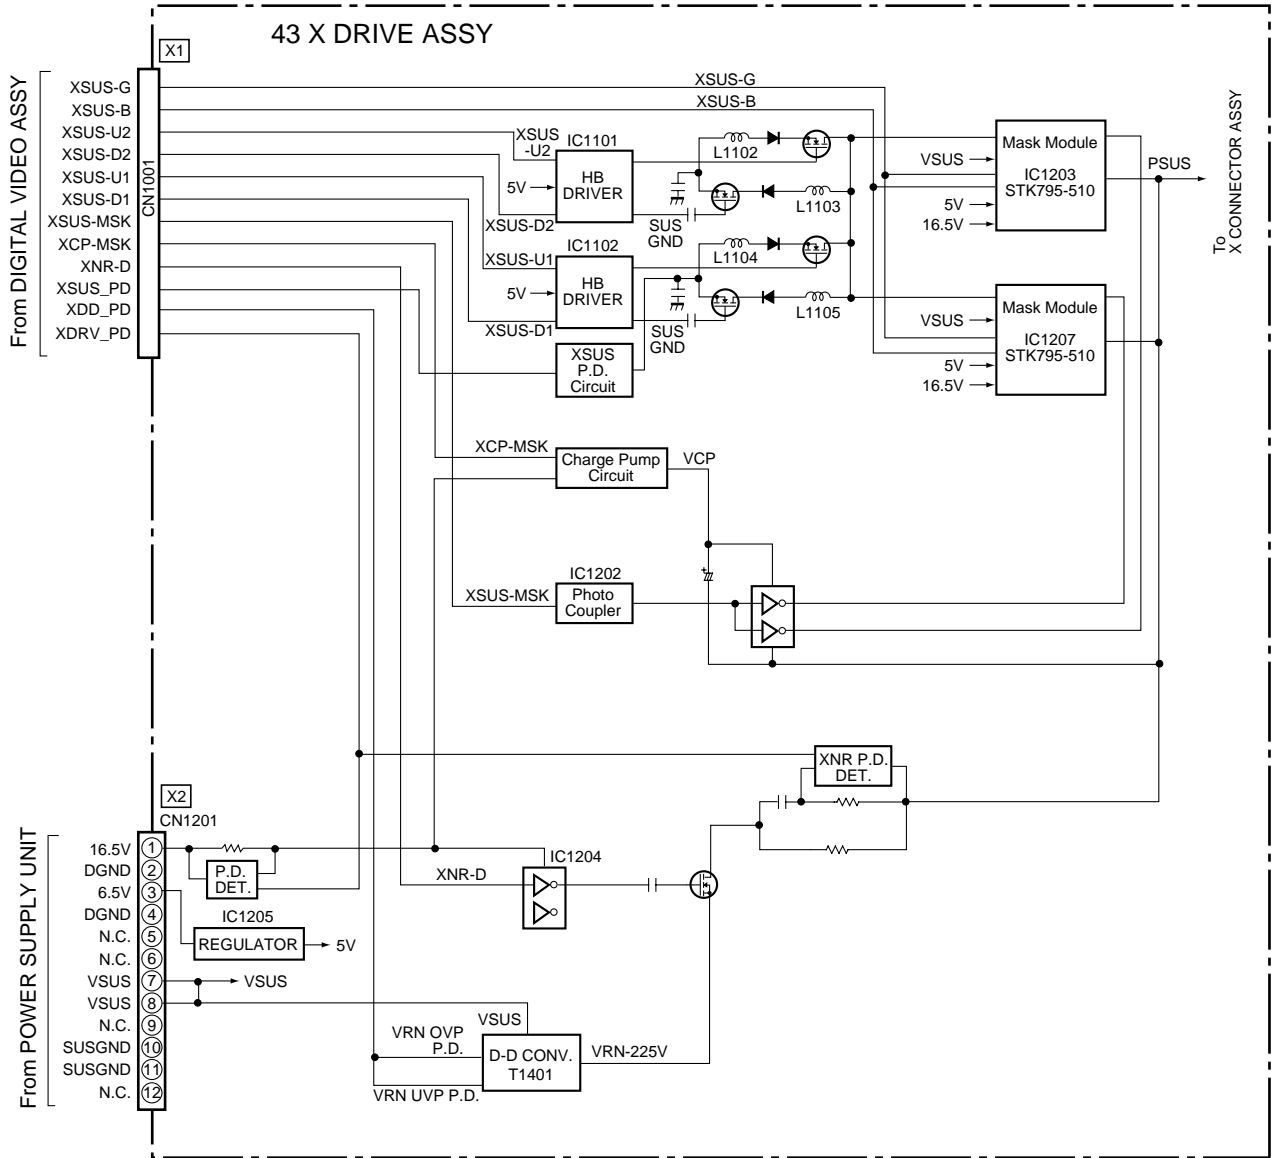 43 X DRIVE ASSY
X1
From DIGITAL VIDEO ASSY
XSUS-G
XSUS-B
XSUS-U2
XSUS-D2
XSUS-U1
XSUS-D1
XSUS-MSK
XCP-MSK
XNR-D
XSUS_PD
XDD_PD
XDRV_PD
CN1001
XSUS-G
XSUS-B
XSUS
-U2
IC1101
HB
DRIVER
5V
XSUS-D2
L1102
L1103
SUS
GND
XSUS-U1
IC1102
HB
DRIVER
5V
XSUS-D1
L1104
L1105
SUS
GND
XSUS
P.D.
Circuit
Mask Module
IC1203
STK795-510
VSUS
5V
16.5V
PSUS
To
X CONNECTOR ASSY
Mask Module
IC1207
STK795-510
VSUS
5V
16.5V
XCP-MSK
Charge Pump
Circuit
VCP
+
XSUS-MSK
IC1202
Photo
Coupler
XNR P.D.
DET.
X2
CN1201
From POWER SUPPLY UNIT
16.5V 1
DGND 2
6.5V 3
DGND 4
N.C. 5
N.C. 6
VSUS 7
VSUS 8
N.C. 9
SUSGND 10
SUSGND 11
N.C. 12
P.D.
DET.
IC1205
REGULATOR
5V
VSUS
XNR-D
IC1204
VSUS
VRN OVP
P.D.
VRN UVP P.D.
D-D CONV.
T1401
VRN-225V